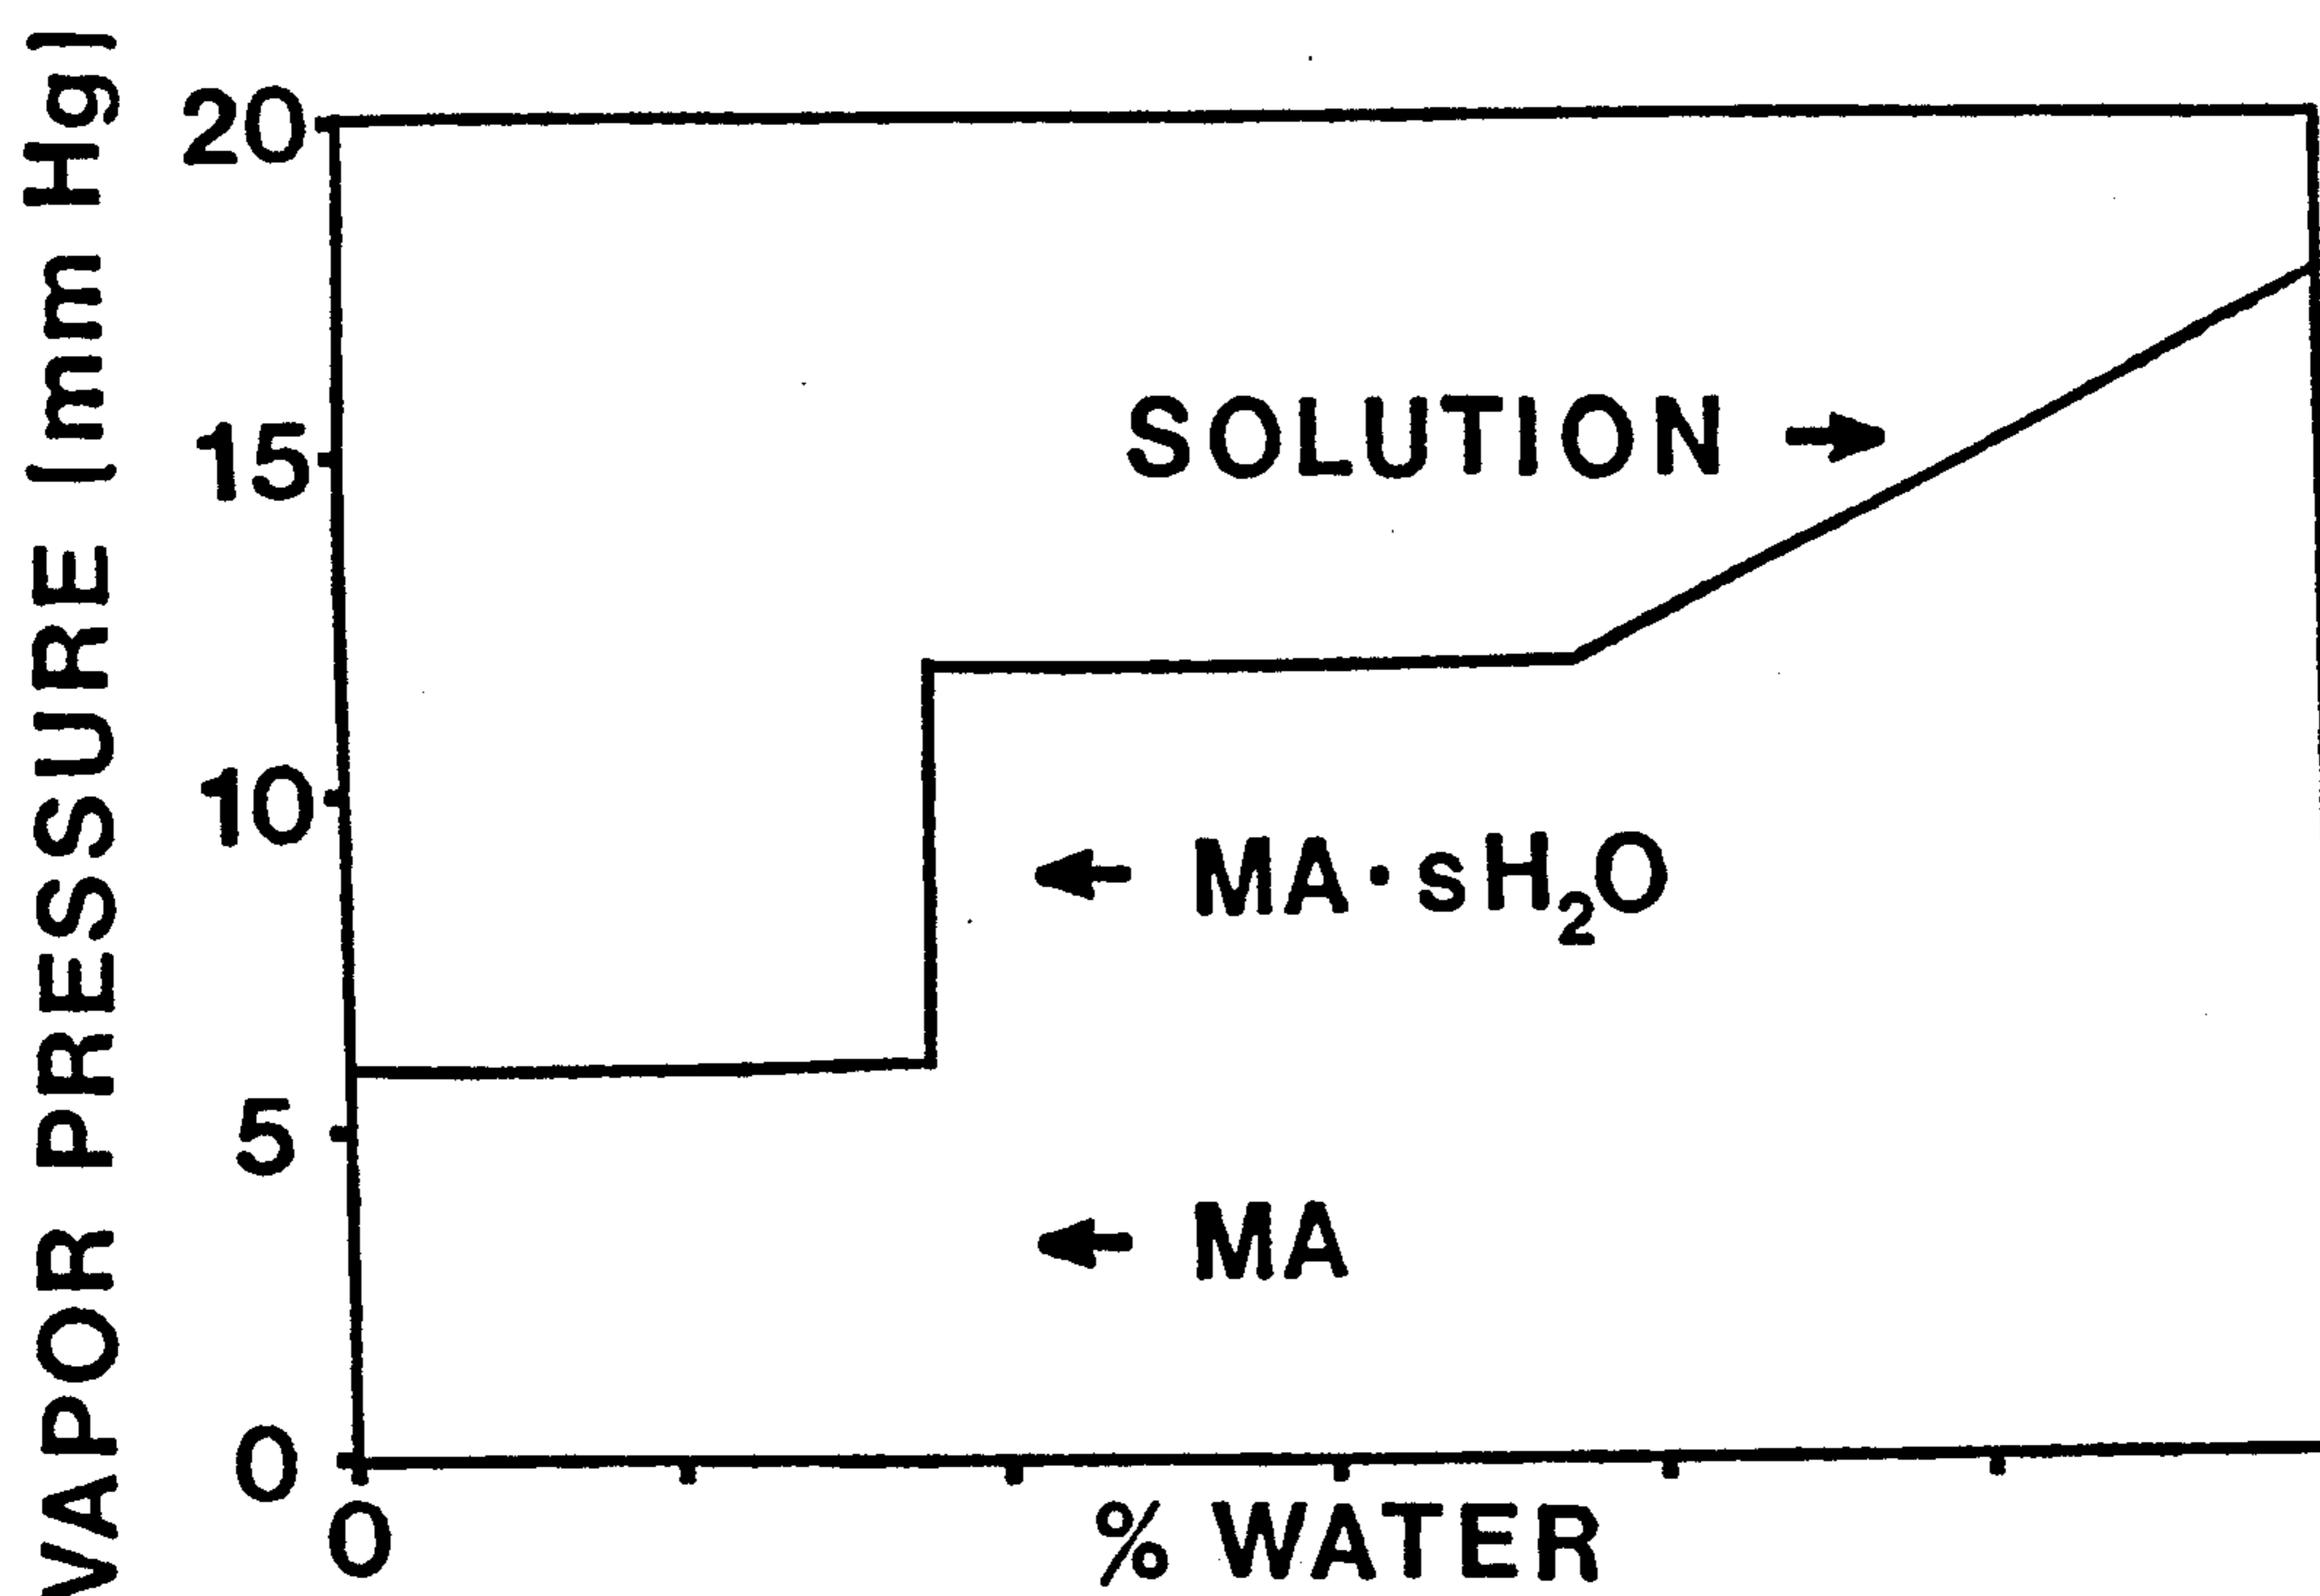 VAPOR PRESSURE (mm Hg)
20
15
10
5
0
SOLUTION →
← MA·sH₂O
← MA
0
% WATER